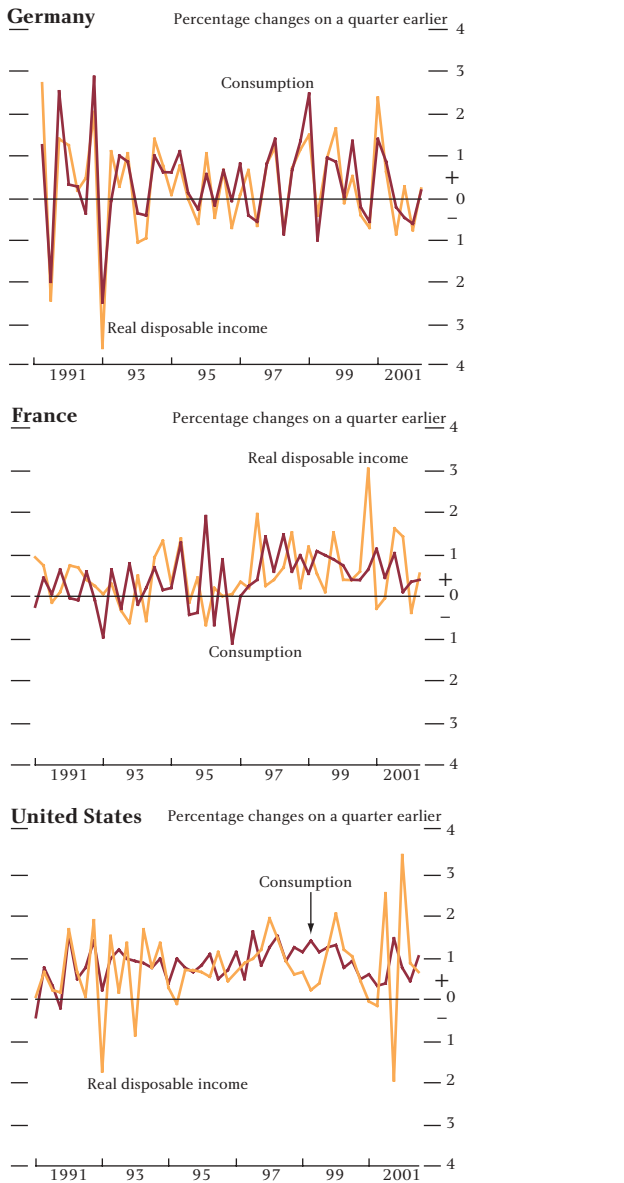 Germany Percentage changes on a quarter earlier
4
3
Consumption
2
1
+
0
–
1
2
3
Real disposable income
4
1991 93 95 97 99 2001
France Percentage changes on a quarter earlier
4
Real disposable income
3
2
1
+
0
–
1
Consumption
2
3
4
1991 93 95 97 99 2001
United States Percentage changes on a quarter earlier
4
3
Consumption
2
1
+
0
–
1
2
Real disposable income
3
4
1991 93 95 97 99 2001